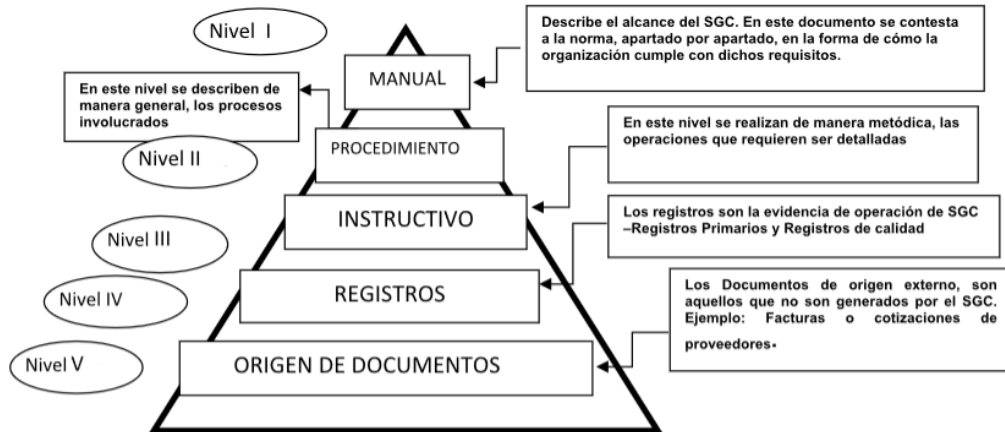 Nivel I
Describe el alcance del SGC. En este documento se contesta
a la norma, apartado por apartado, en la forma de cómo la
organización cumple con dichos requisitos.
MANUAL
En este nivel se describen de
manera general, los procesos
involucrados
En este nivel se realizan de manera metódica, las
operaciones que requieren ser detalladas
Nivel II
PROCEDIMIENTO
INSTRUCTIVO
Los registros son la evidencia de operación de SGC
–Registros Primarios y Registros de calidad
Nivel III
REGISTROS
Nivel IV
Los Documentos de origen externo, son
aquellos que no son generados por el SGC.
Ejemplo: Facturas o cotizaciones de
proveedores.
Nivel V
ORIGEN DE DOCUMENTOS